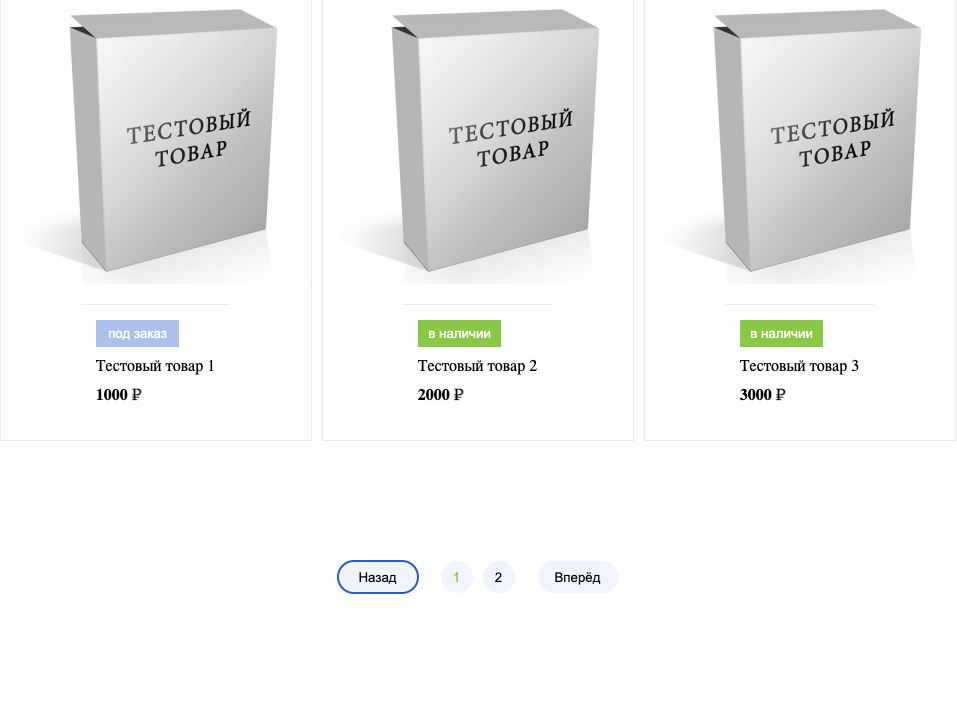 ТЕСТОВЫЙ
ТОВАР
ТЕСТОВЫЙ
ТОВАР
ТЕСТОВЫЙ
ТОВАР
под заказ
Тестовый товар 1
1000 ₽
в наличии
Тестовый товар 2
2000 ₽
в наличии
Тестовый товар 3
3000 ₽
Назад 1 2 Вперёд